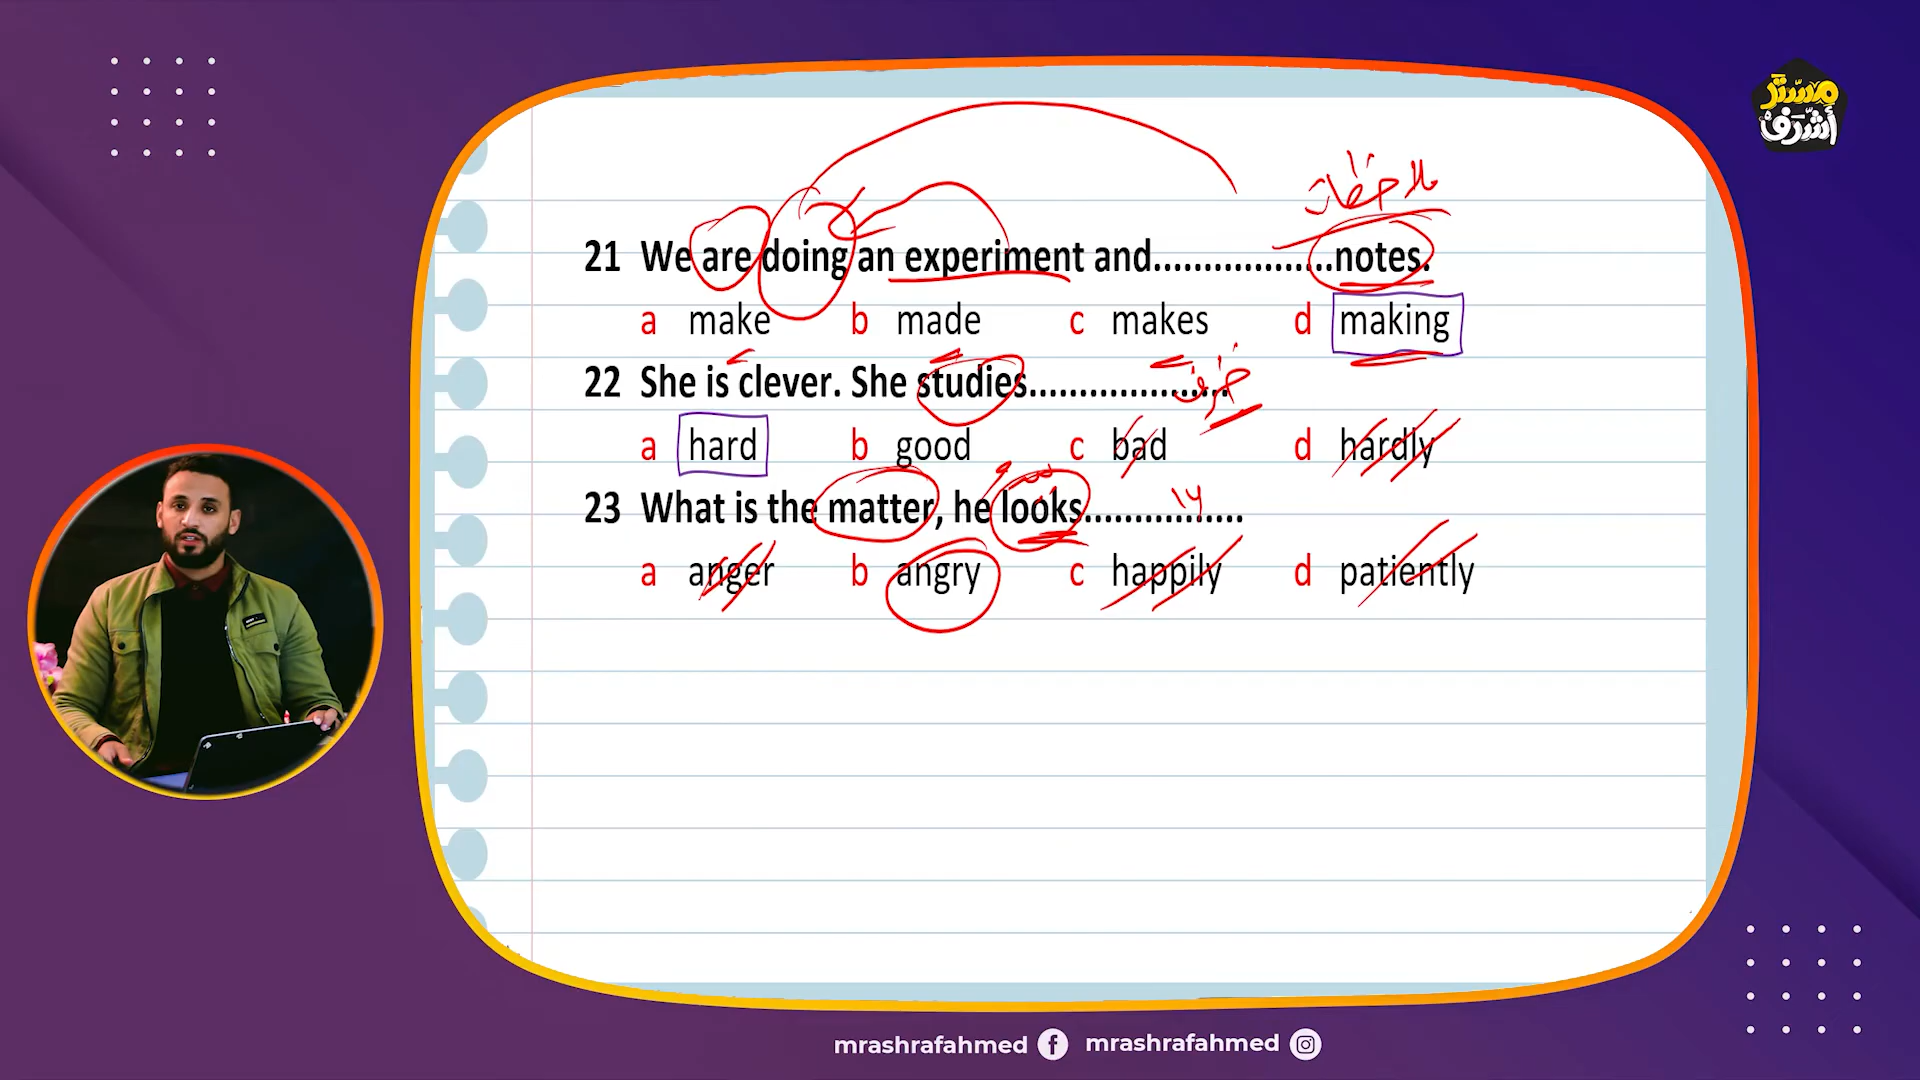 مستر
أشرف
ملاحظات
21 We are doing an experiment and..................notes.
a make b made c makes d making
22 She is clever. She studies....................
ظرف
a hard b good c bad d hardly
23 What is the matter, he looks................
a anger b angry c happily d patiently
mrashrafahmed mrashrafahmed